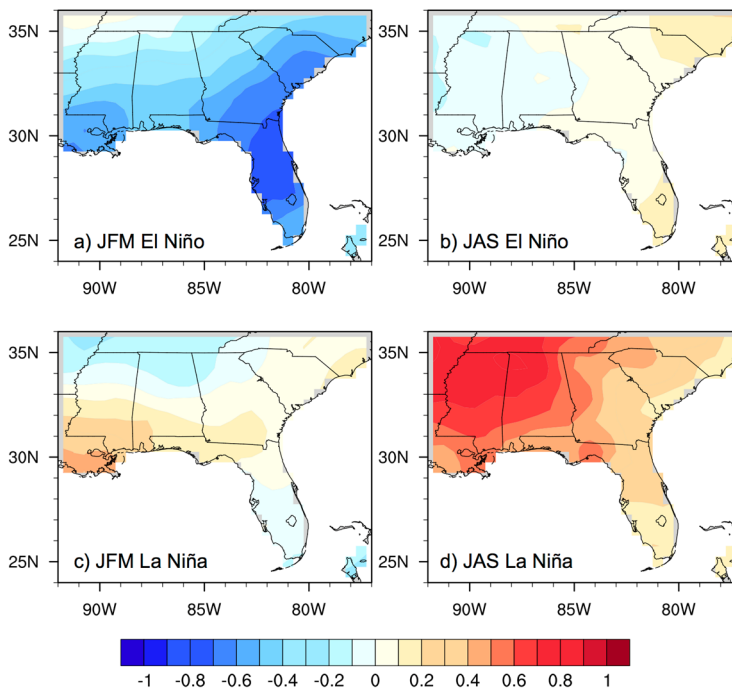 35N
30N
25N
a) JFM El Niño
90W 85W 80W
35N
30N
25N
b) JAS El Niño
90W 85W 80W
35N
30N
25N
c) JFM La Niña
90W 85W 80W
35N
30N
25N
d) JAS La Niña
90W 85W 80W
-1 -0.8 -0.6 -0.4 -0.2 0 0.2 0.4 0.6 0.8 1